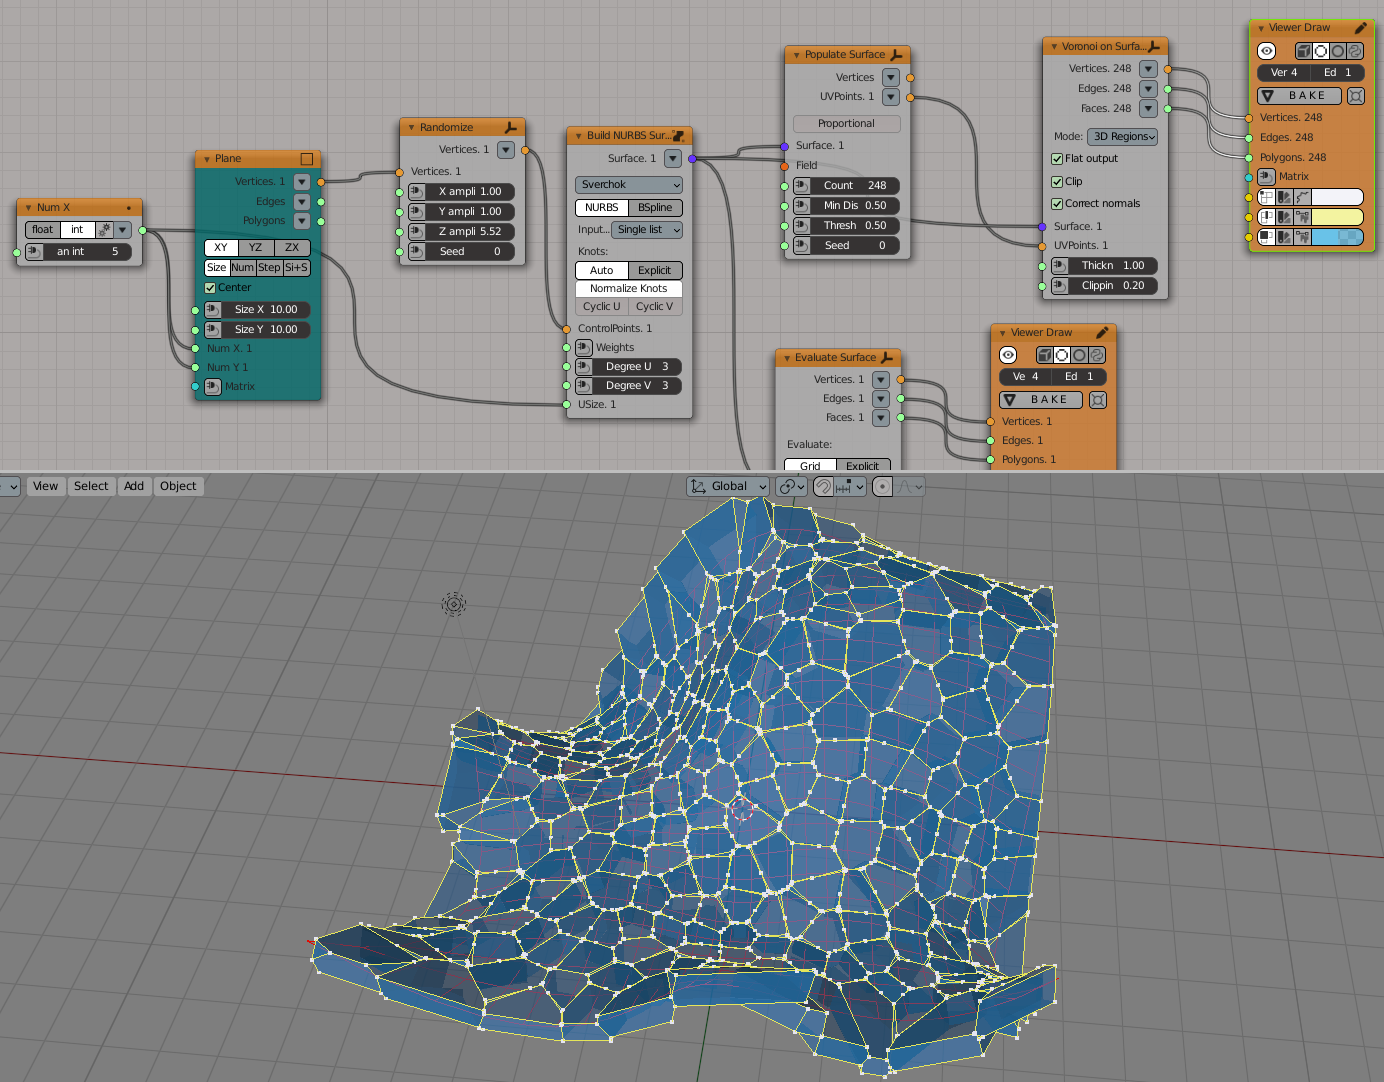 Num X
float int
an int 5
Plane
Vertices. 1
Edges
Polygons
XY YZ ZX
Size Num Step Si+S
Center
Size X 10.00
Size Y 10.00
Num X. 1
Num Y 1
Matrix
Randomize
Vertices. 1
Vertices. 1
X ampli 1.00
Y ampli 1.00
Z ampli 5.52
Seed 0
Build NURBS Sur...
Surface. 1
Sverchok
NURBS BSpline
Input... Single list
Knots:
Auto Explicit
Normalize Knots
Cyclic U Cyclic V
ControlPoints. 1
Weights
Degree U 3
Degree V 3
USize. 1
Populate Surface
Vertices
UVPoints. 1
Proportional
Surface. 1
Field
Count 248
Min Dis 0.50
Thresh 0.50
Seed 0
Evaluate Surface
Vertices. 1
Edges. 1
Faces. 1
Evaluate:
Grid Explicit
Voronoi on Surfa...
Vertices. 248
Edges. 248
Faces. 248
Mode: 3D Regions
Flat output
Clip
Correct normals
Surface. 1
UVPoints. 1
Thickn 1.00
Clippin 0.20
Viewer Draw
Ve 4 Ed 1
BAKE
Vertices. 1
Edges. 1
Polygons. 1
Viewer Draw
Ver 4 Ed 1
BAKE
Vertices. 248
Edges. 248
Polygons. 248
Matrix
View Select Add Object Global